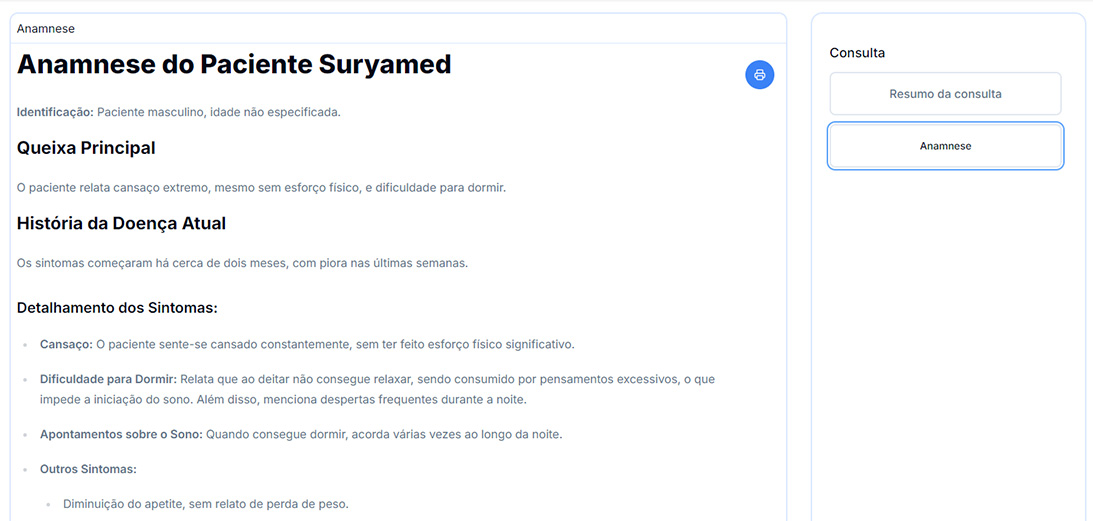 Anamnese
Anamnese do Paciente Suryamed
Identificação: Paciente masculino, idade não especificada.
Queixa Principal
O paciente relata cansaço extremo, mesmo sem esforço físico, e dificuldade para dormir.
História da Doença Atual
Os sintomas começaram há cerca de dois meses, com piora nas últimas semanas.
Detalhamento dos Sintomas:
Cansaço: O paciente sente-se cansado constantemente, sem ter feito esforço físico significativo.
Dificuldade para Dormir: Relata que ao deitar não consegue relaxar, sendo consumido por pensamentos excessivos, o que
impede a iniciação do sono. Além disso, menciona despertas frequentes durante a noite.
Apontamentos sobre o Sono: Quando consegue dormir, acorda várias vezes ao longo da noite.
Outros Sintomas:
Diminuição do apetite, sem relato de perda de peso.
Consulta
Resumo da consulta
Anamnese